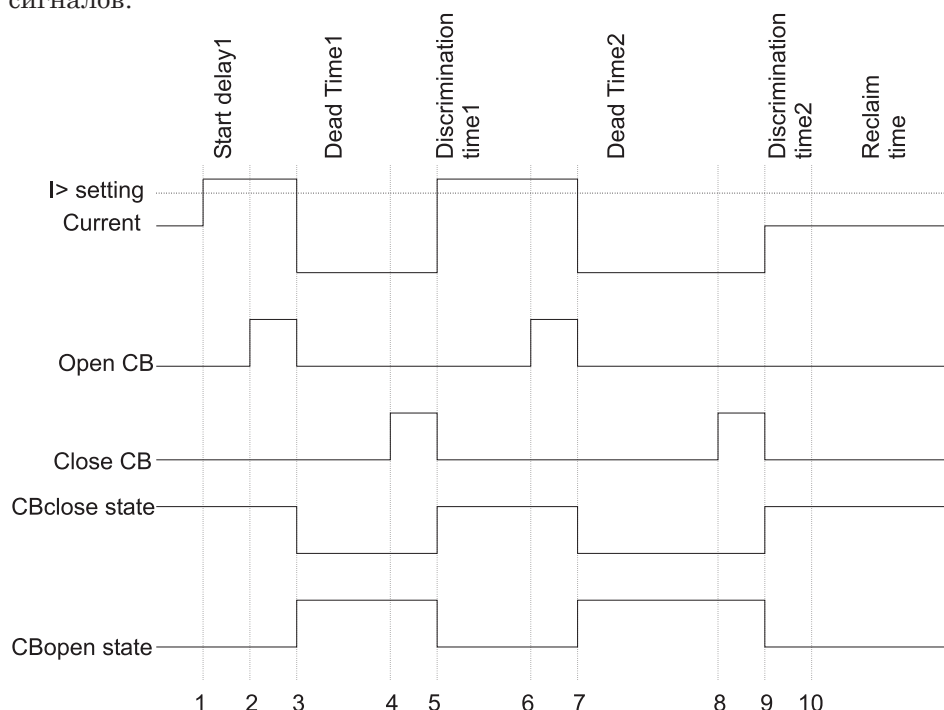 сигналов.
Start delay1
Dead Time1
Discrimination
time1
Dead Time2
Discrimination
time2
Reclaim
time
I> setting
Current
Open CB
Close CB
CBclose state
CBopen state
1 2 3 4 5 6 7 8 9 10